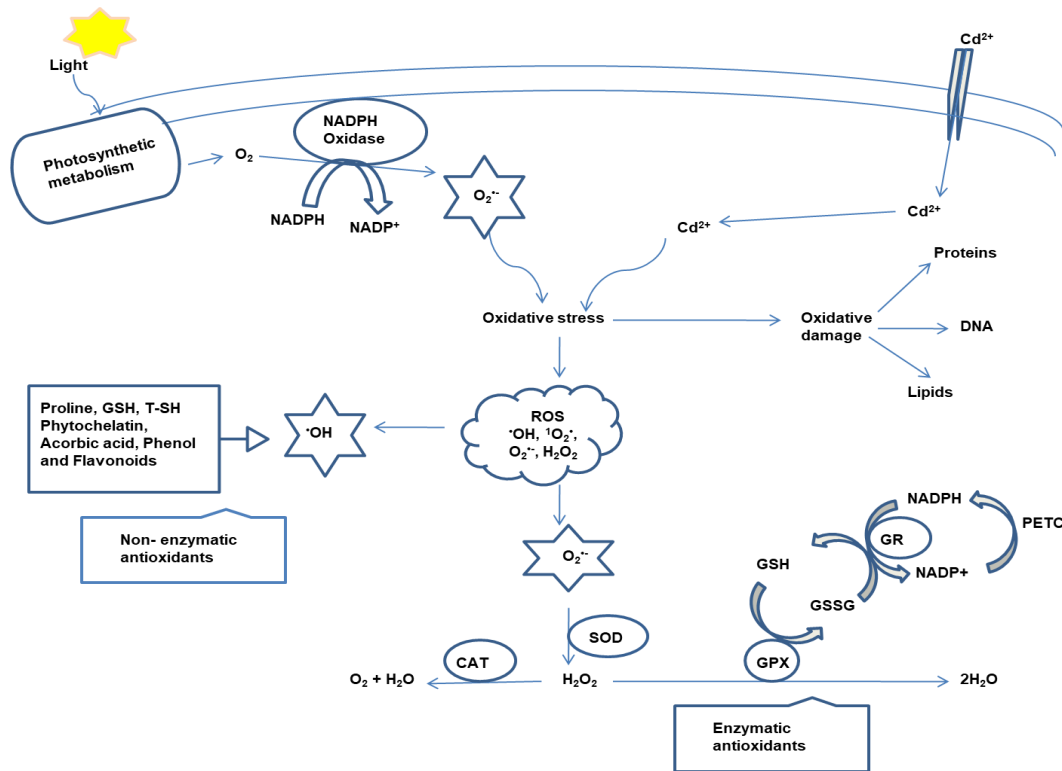 Light
Cd²⁺
NADPH
Oxidase
Photosynthetic
metabolism
O₂
NADPH
NADP⁺
O₂•⁻
Cd²⁺
Cd²⁺
Proteins
Oxidative stress
Oxidative
damage
DNA
Lipids
Proline, GSH, T-SH
Phytochelatin,
Acorbic acid, Phenol
and Flavonoids
•OH
ROS
•OH, ¹O₂•,
O₂•⁻, H₂O₂
Non- enzymatic
antioxidants
O₂•⁻
NADPH
PETC
GR
NADP+
GSH
GSSG
SOD
CAT
GPX
O₂ + H₂O
H₂O₂
2H₂O
Enzymatic
antioxidants